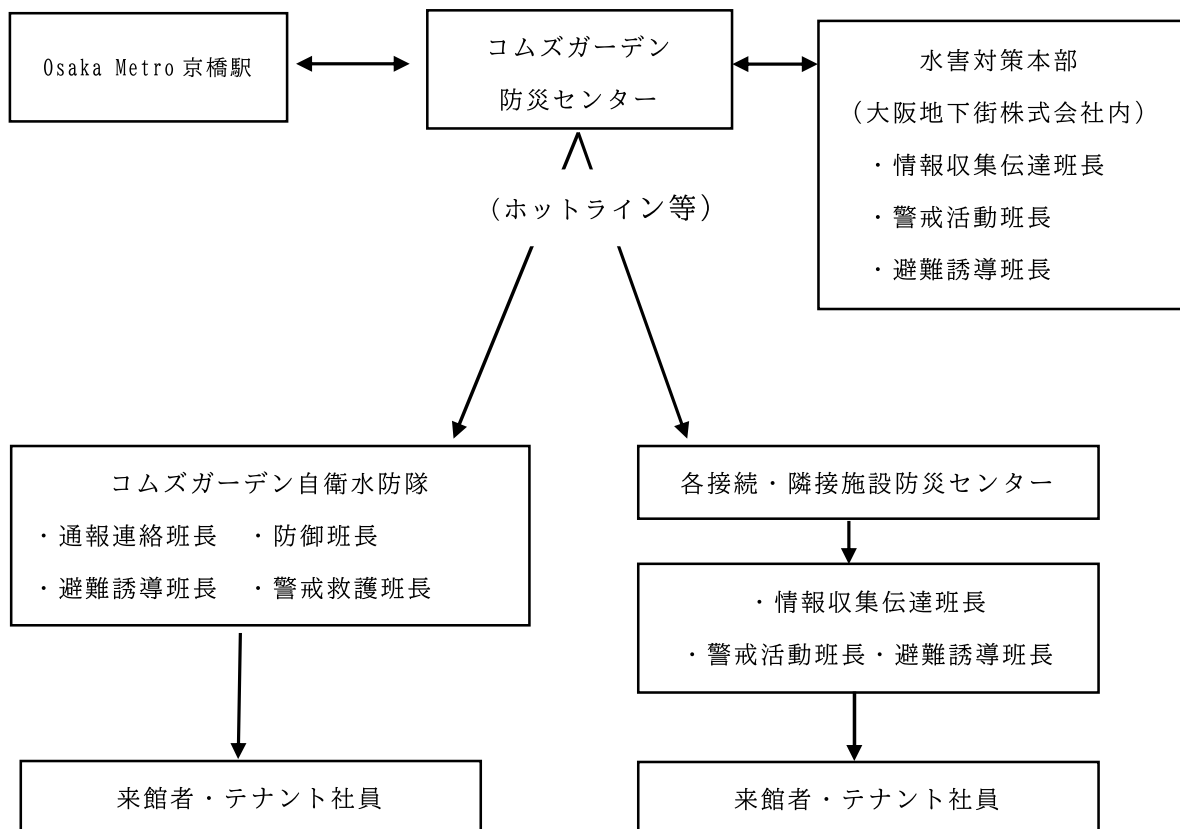 Osaka Metro 京橋駅
コムズガーデン
防災センター
水害対策本部
（大阪地下街株式会社内）
・情報収集伝達班長
・警戒活動班長
・避難誘導班長
（ホットライン等）
コムズガーデン自衛水防隊
・通報連絡班長　・防御班長
・避難誘導班長　・警戒救護班長
各接続・隣接施設防災センター
・情報収集伝達班長
・警戒活動班長・避難誘導班長
来館者・テナント社員
来館者・テナント社員